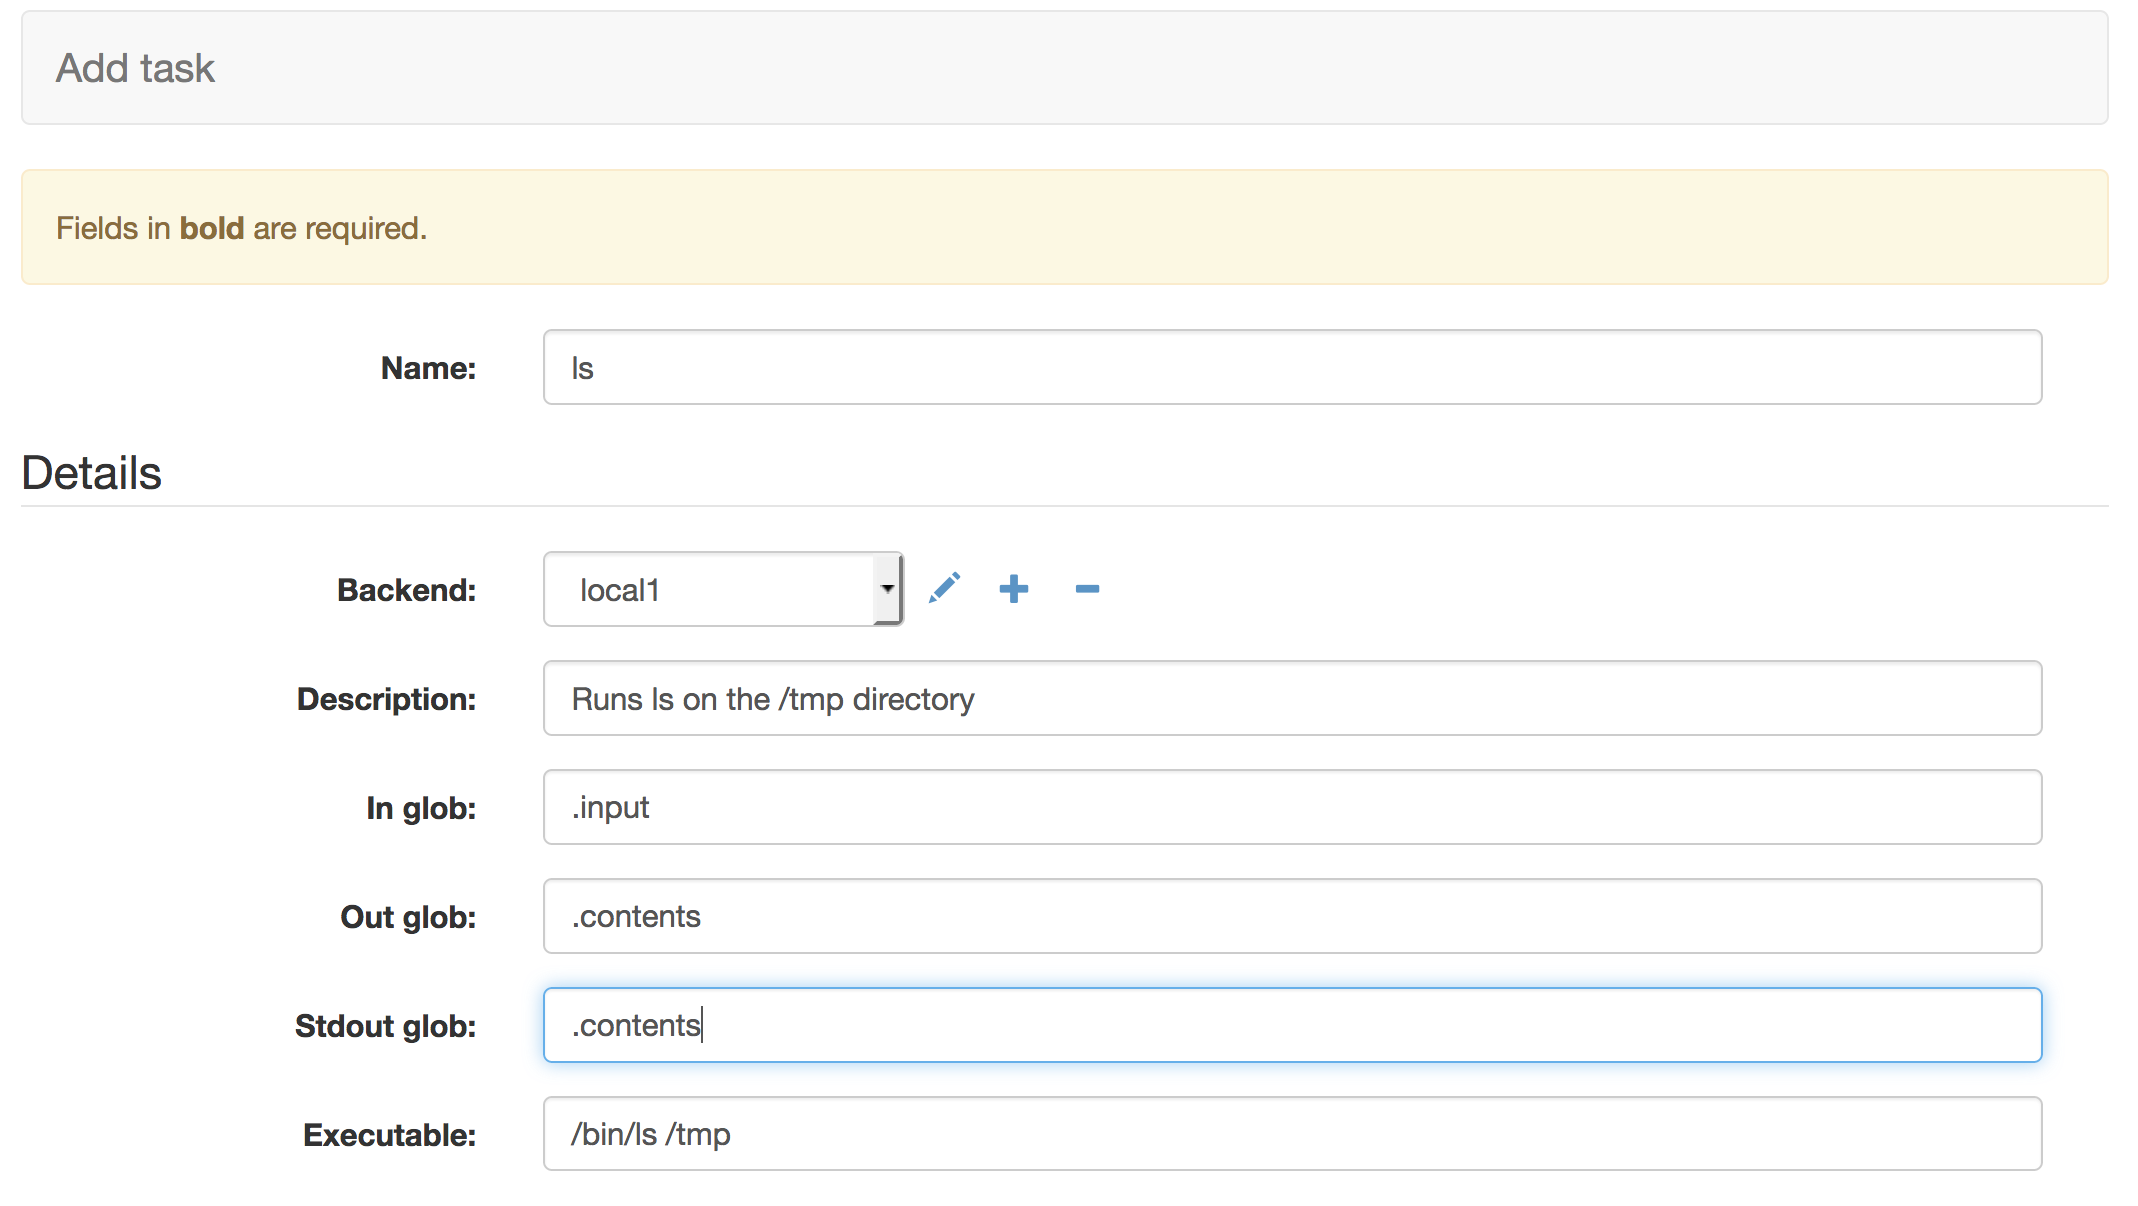 Add task
Fields in bold are required.
Name: ls
Details
Backend: local1
Description: Runs ls on the /tmp directory
In glob: .input
Out glob: .contents
Stdout glob: .contents
Executable: /bin/ls /tmp